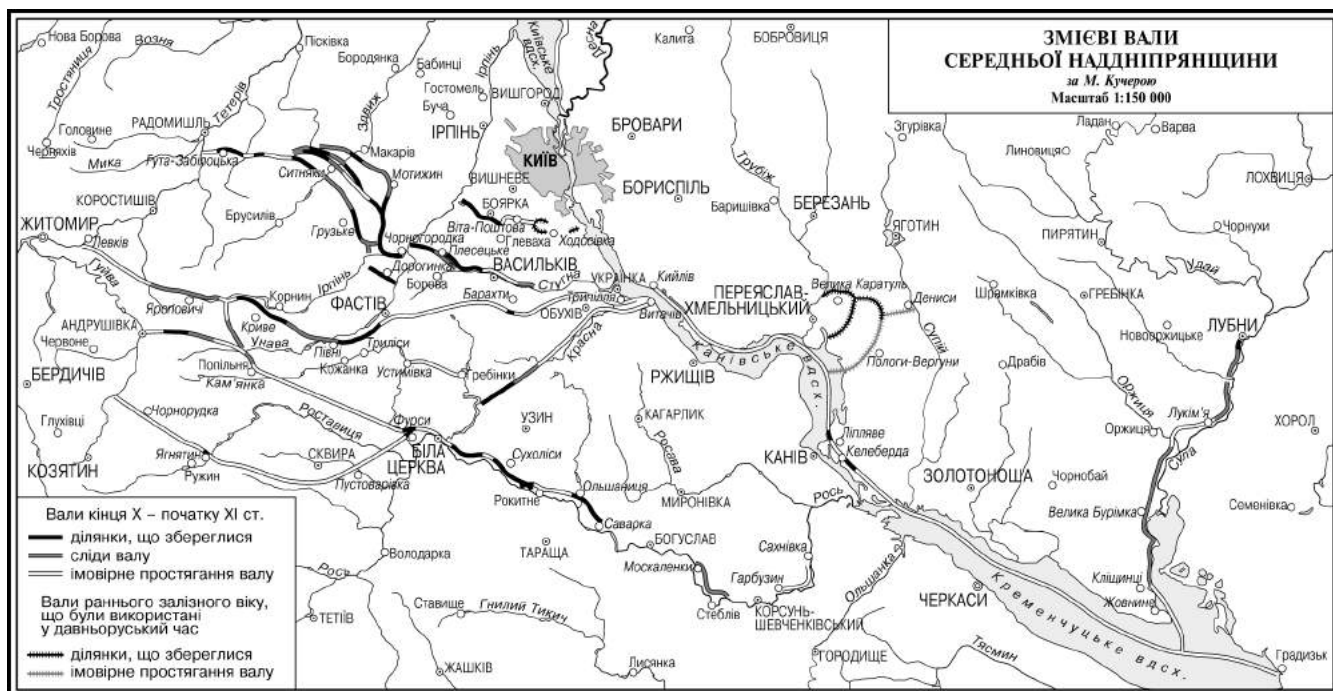 ЗМІЄВІ ВАЛИ
СЕРЕДНЬОЇ НАДДНІПРЯНЩИНИ
за М. Кучерою
Масштаб 1:150 000
Нова Борова
Возня
Пісківка
Тростяниця
Тетерів
Бородянка
Бабинці
Здвиж
Ірпінь
Київське
вдсх.
Десна
Калита
БОБРОВИЦЯ
Гостомель
Буча
ВИШГОРОД
ІРПІНЬ
БРОВАРИ
РАДОМИШЛЬ
Головине
Черняхів
Мика
Гута-Забілоцька
Ситняки
Макарів
Мотижин
КИЇВ
ВИШНЕВЕ
БОРИСПІЛЬ
Трубіж
Баришівка
БЕРЕЗАНЬ
Згурівка
ЯГОТИН
Ладан
Варва
Линовиця
ЛОХВИЦЯ
ПИРЯТИН
Чорнухи
Удай
КОРОСТИШІВ
Брусилів
Грузьке
БОЯРКА
Віта-Поштова
Глеваха
Ходосівка
ЖИТОМИР
Левків
Гуйва
Чорногородка
Плесецьке
Дорогинка
Борова
ВАСИЛЬКІВ
Стугна
УКРАЇНКА
Кийлів
Трипілля
ОБУХІВ
Витачів
Барахти
ФАСТІВ
Ірпінь
Корнин
Яроповичі
Криве
Унава
Півні
Триліси
Кожанка
Устимівка
Гребінки
Красна
АНДРУШІВКА
Червоне
БЕРДИЧІВ
Попільня
Кам'янка
ПЕРЕЯСЛАВ-
ХМЕЛЬНИЦЬКИЙ
Велика Каратуль
Дениси
Супій
Пологи-Вергуни
Шрамківка
ГРЕБІНКА
Новооржицьке
ЛУБНИ
Драбів
Оржиця
Оржиця
Лукім'я
Сула
ХОРОЛ
Канівське вдсх.
РЖИЩІВ
КАГАРЛИК
Росава
Глухівці
КОЗЯТИН
Чорнорудка
Ягнятин
Ружин
Роставиця
СКВИРА
Пустоварівка
Фурси
БІЛА
ЦЕРКВА
УЗИН
Сухоліси
Рокитне
Ольшаниця
Саварка
МИРОНІВКА
КАНІВ
Ліпляве
Келеберда
ЗОЛОТОНОША
Чорнобай
Велика Бурімка
Семенівка
Володарка
ТАРАЩА
БОГУСЛАВ
Москаленки
Стеблів
Гарбузин
Сахнівка
КОРСУНЬ-
ШЕВЧЕНКІВСЬКИЙ
Рось
Рось
Ольшанка
ЧЕРКАСИ
Кременчуцьке вдсх.
Кліщинці
Жовнине
Градизьк
ТЕТІЇВ
Ставище
Гнилий Тикич
ЖАШКІВ
Лисянка
ГОРОДИЩЕ
Тясмин
Вали кінця X – початку XI ст.
ділянки, що збереглися
сліди валу
імовірне простягання валу
Вали раннього залізного віку,
що були використані
у давньоруський час
ділянки, що збереглися
імовірне простягання валу